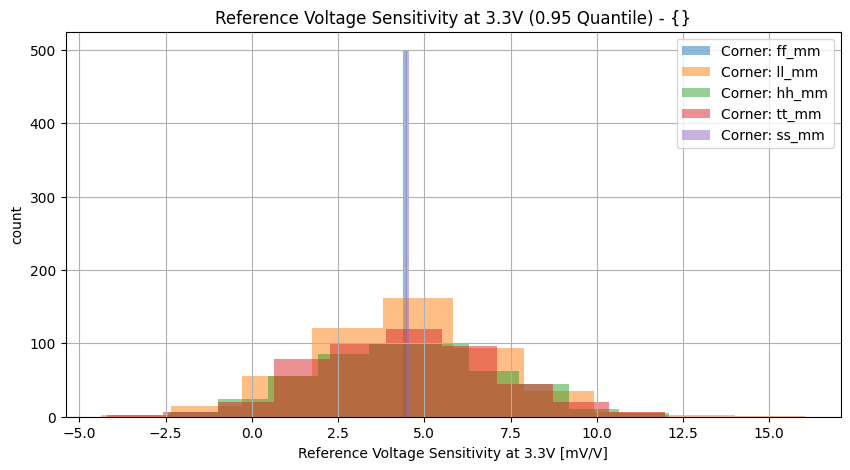 Reference Voltage Sensitivity at 3.3V (0.95 Quantile) - {}
500
400
300
200
100
0
count
Corner: ff_mm
Corner: ll_mm
Corner: hh_mm
Corner: tt_mm
Corner: ss_mm
−5.0 −2.5 0.0 2.5 5.0 7.5 10.0 12.5 15.0
Reference Voltage Sensitivity at 3.3V [mV/V]